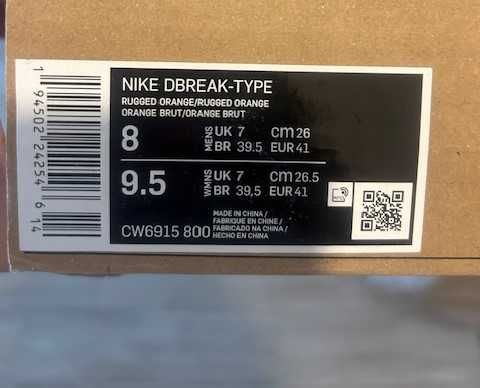 NIKE DBREAK-TYPE
RUGGED ORANGE/RUGGED ORANGE
ORANGE BRUT/ORANGE BRUT
8 MENS UK 7 cm 26
BR 39.5 EUR 41
9.5 WMNS UK 7 cm 26.5
BR 39,5 EUR 41
MADE IN CHINA /
FABRIQUE EN CHINE /
FABRICADO NA CHINA /
CW6915 800 HECHO EN CHINA
1 94502 24254 6 14